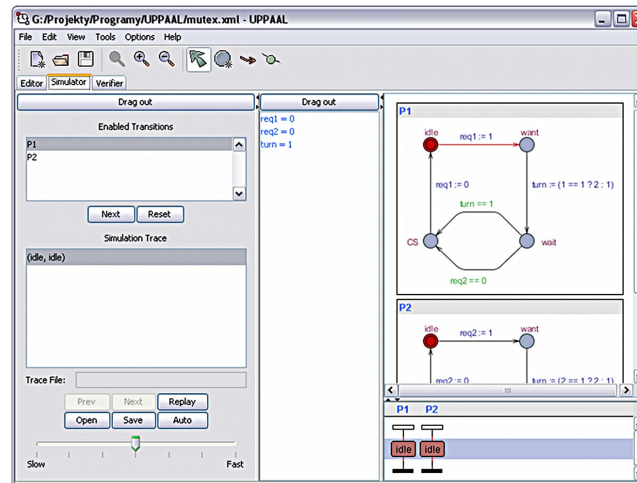 G:/Projekty/Programy/UPPAAL/mutex.xml - UPPAAL
File Edit View Tools Options Help
Editor Simulator Verifier
Drag out
Enabled Transitions
P1
P2
Next Reset
Simulation Trace
(idle, idle)
Trace File:
Prev Next Replay
Open Save Auto
Slow Fast
Drag out
req1 = 0
req2 = 0
turn = 1
P1
idle req1 := 1 want
req1 := 0 turn := (1 == 1 ? 2 : 1)
turn == 1
CS wait
req2 == 0
P2
idle req2 := 1 want
req2 := 0 turn := (2 == 1 ? 2 : 1)
P1 P2
idle idle